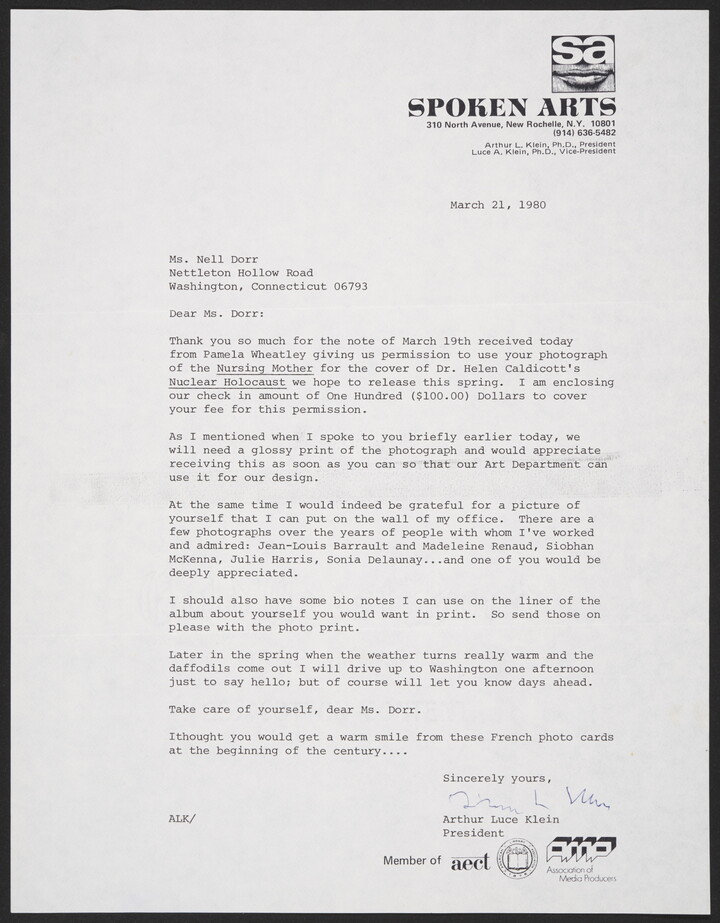 sa
SPOKEN ARTS
310 North Avenue, New Rochelle, N.Y. 10801
(914) 636-5482
Arthur L. Klein, Ph.D., President
Luce A. Klein, Ph.D., Vice-President
March 21, 1980
Ms. Nell Dorr
Nettleton Hollow Road
Washington, Connecticut 06793
Dear Ms. Dorr:
Thank you so much for the note of March 19th received today
from Pamela Wheatley giving us permission to use your photograph
of the Nursing Mother for the cover of Dr. Helen Caldicott's
Nuclear Holocaust we hope to release this spring. I am enclosing
our check in amount of One Hundred ($100.00) Dollars to cover
your fee for this permission.
As I mentioned when I spoke to you briefly earlier today, we
will need a glossy print of the photograph and would appreciate
receiving this as soon as you can so that our Art Department can
use it for our design.
At the same time I would indeed be grateful for a picture of
yourself that I can put on the wall of my office. There are a
few photographs over the years of people with whom I've worked
and admired: Jean-Louis Barrault and Madeleine Renaud, Siobhan
McKenna, Julie Harris, Sonia Delaunay...and one of you would be
deeply appreciated.
I should also have some bio notes I can use on the liner of the
album about yourself you would want in print. So send those on
please with the photo print.
Later in the spring when the weather turns really warm and the
daffodils come out I will drive up to Washington one afternoon
just to say hello; but of course will let you know days ahead.
Take care of yourself, dear Ms. Dorr.
Ithought you would get a warm smile from these French photo cards
at the beginning of the century....
Sincerely yours,
ALK/
Arthur Luce Klein
President
Member of aect
amp
Association of
Media Producers